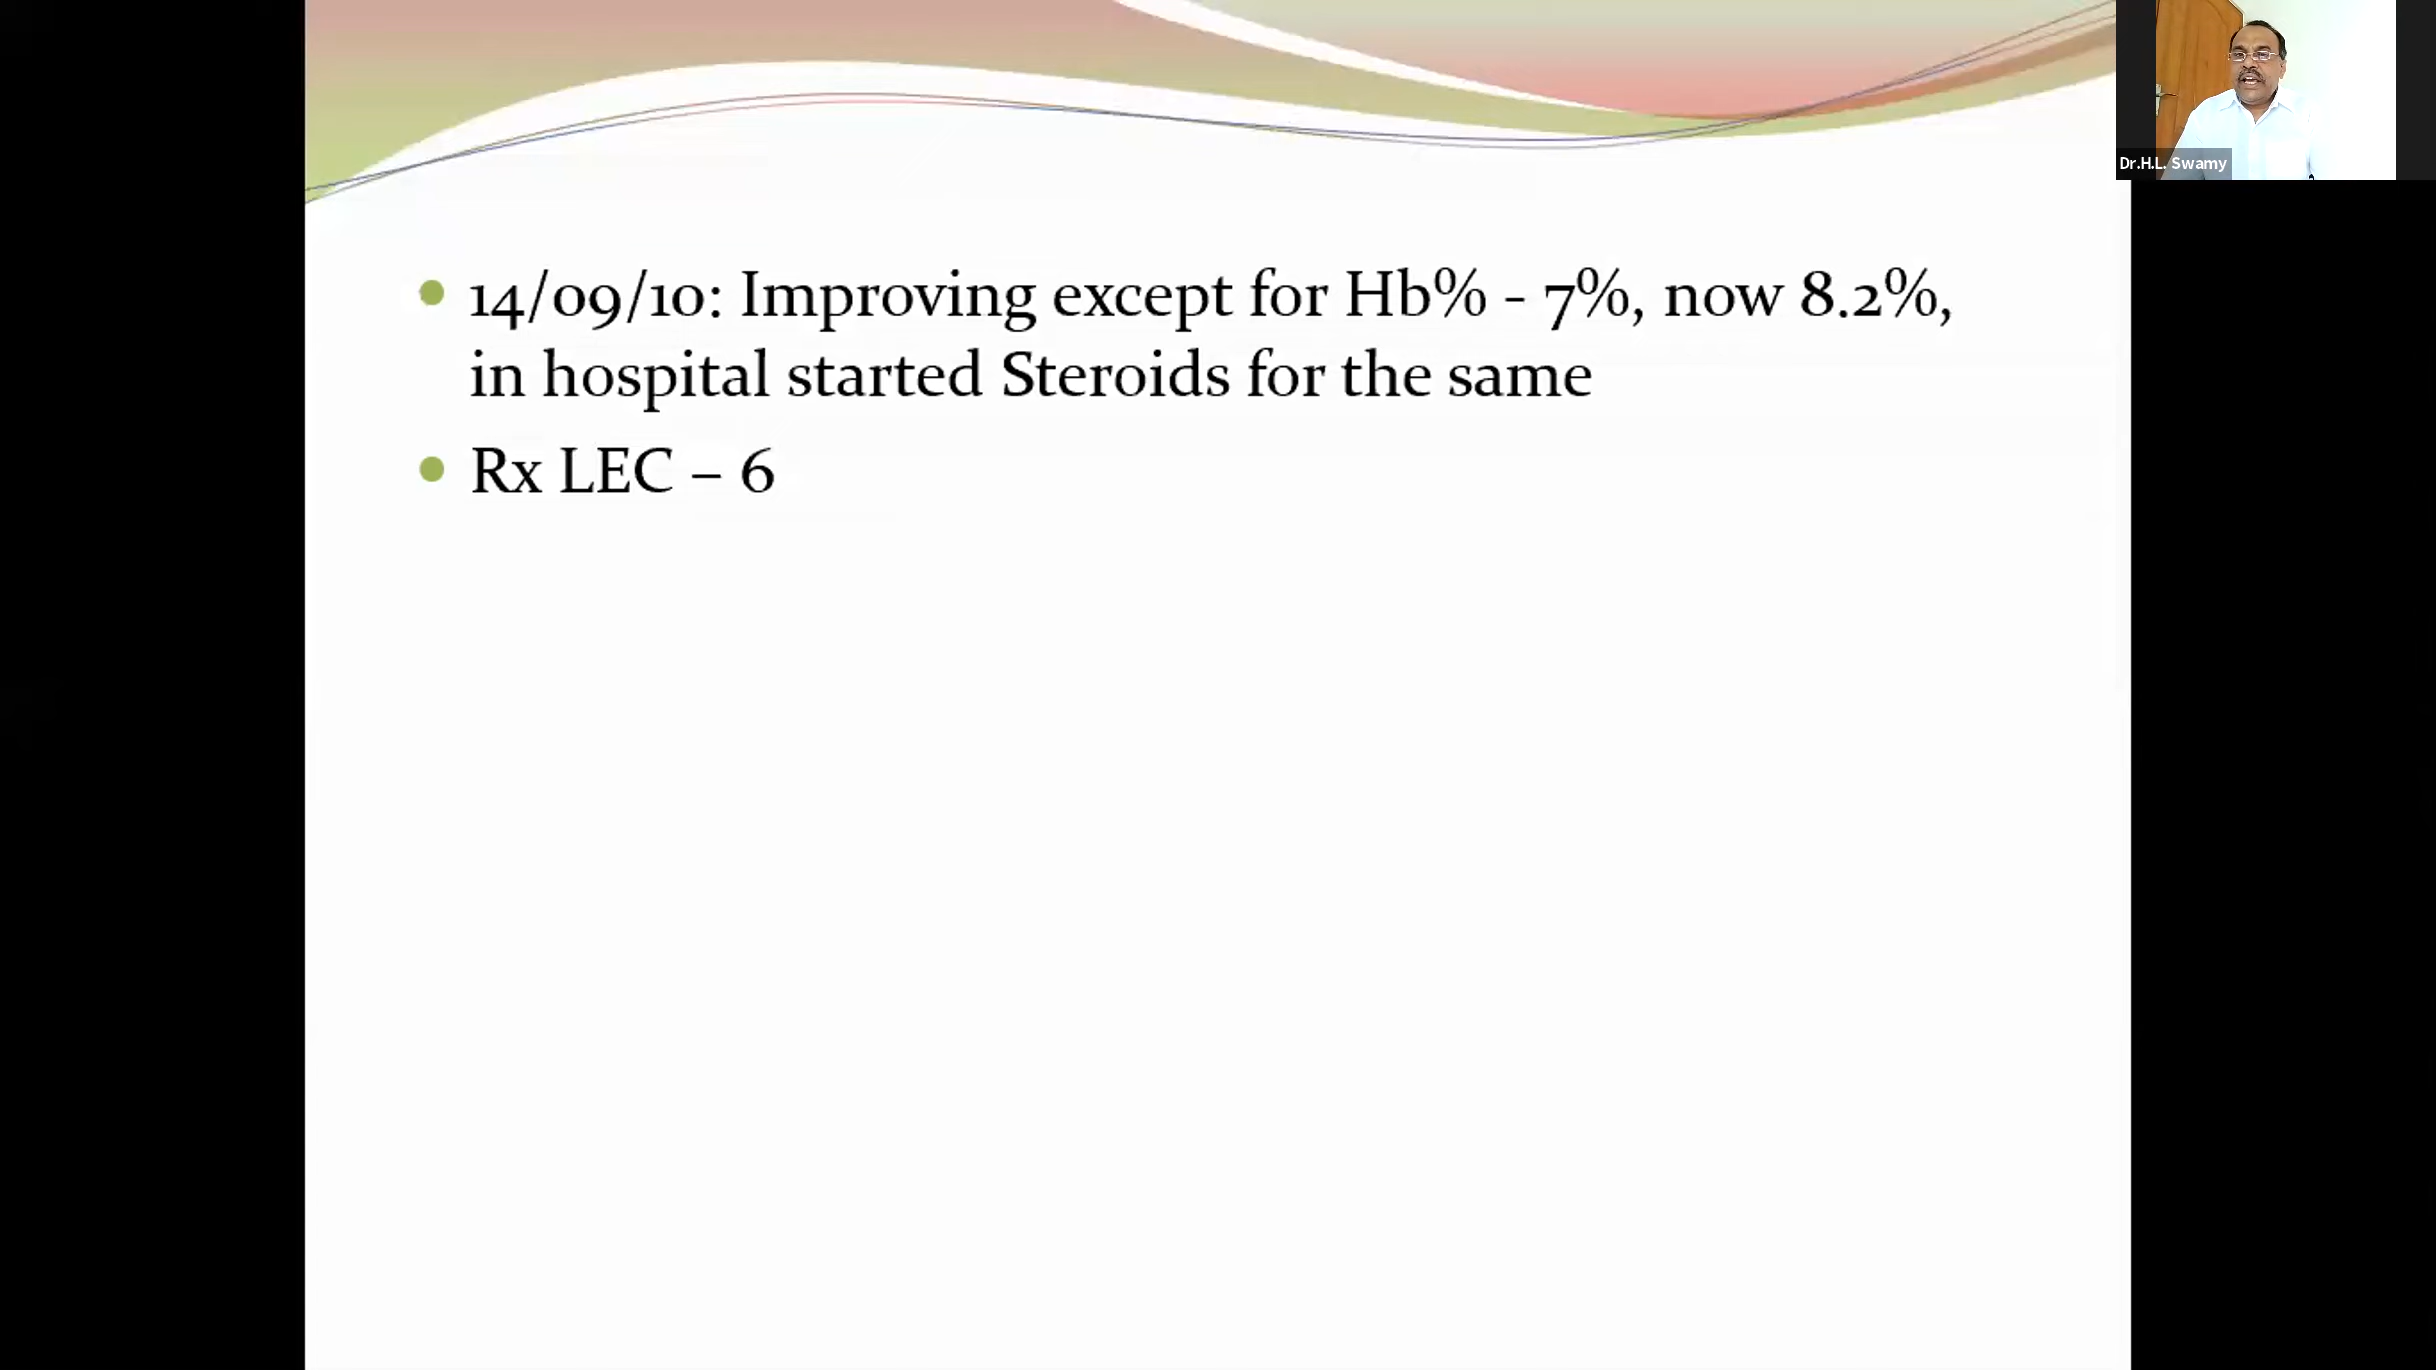 Dr.H.L. Swamy
14/09/10: Improving except for Hb% - 7%, now 8.2%,
in hospital started Steroids for the same
Rx LEC – 6